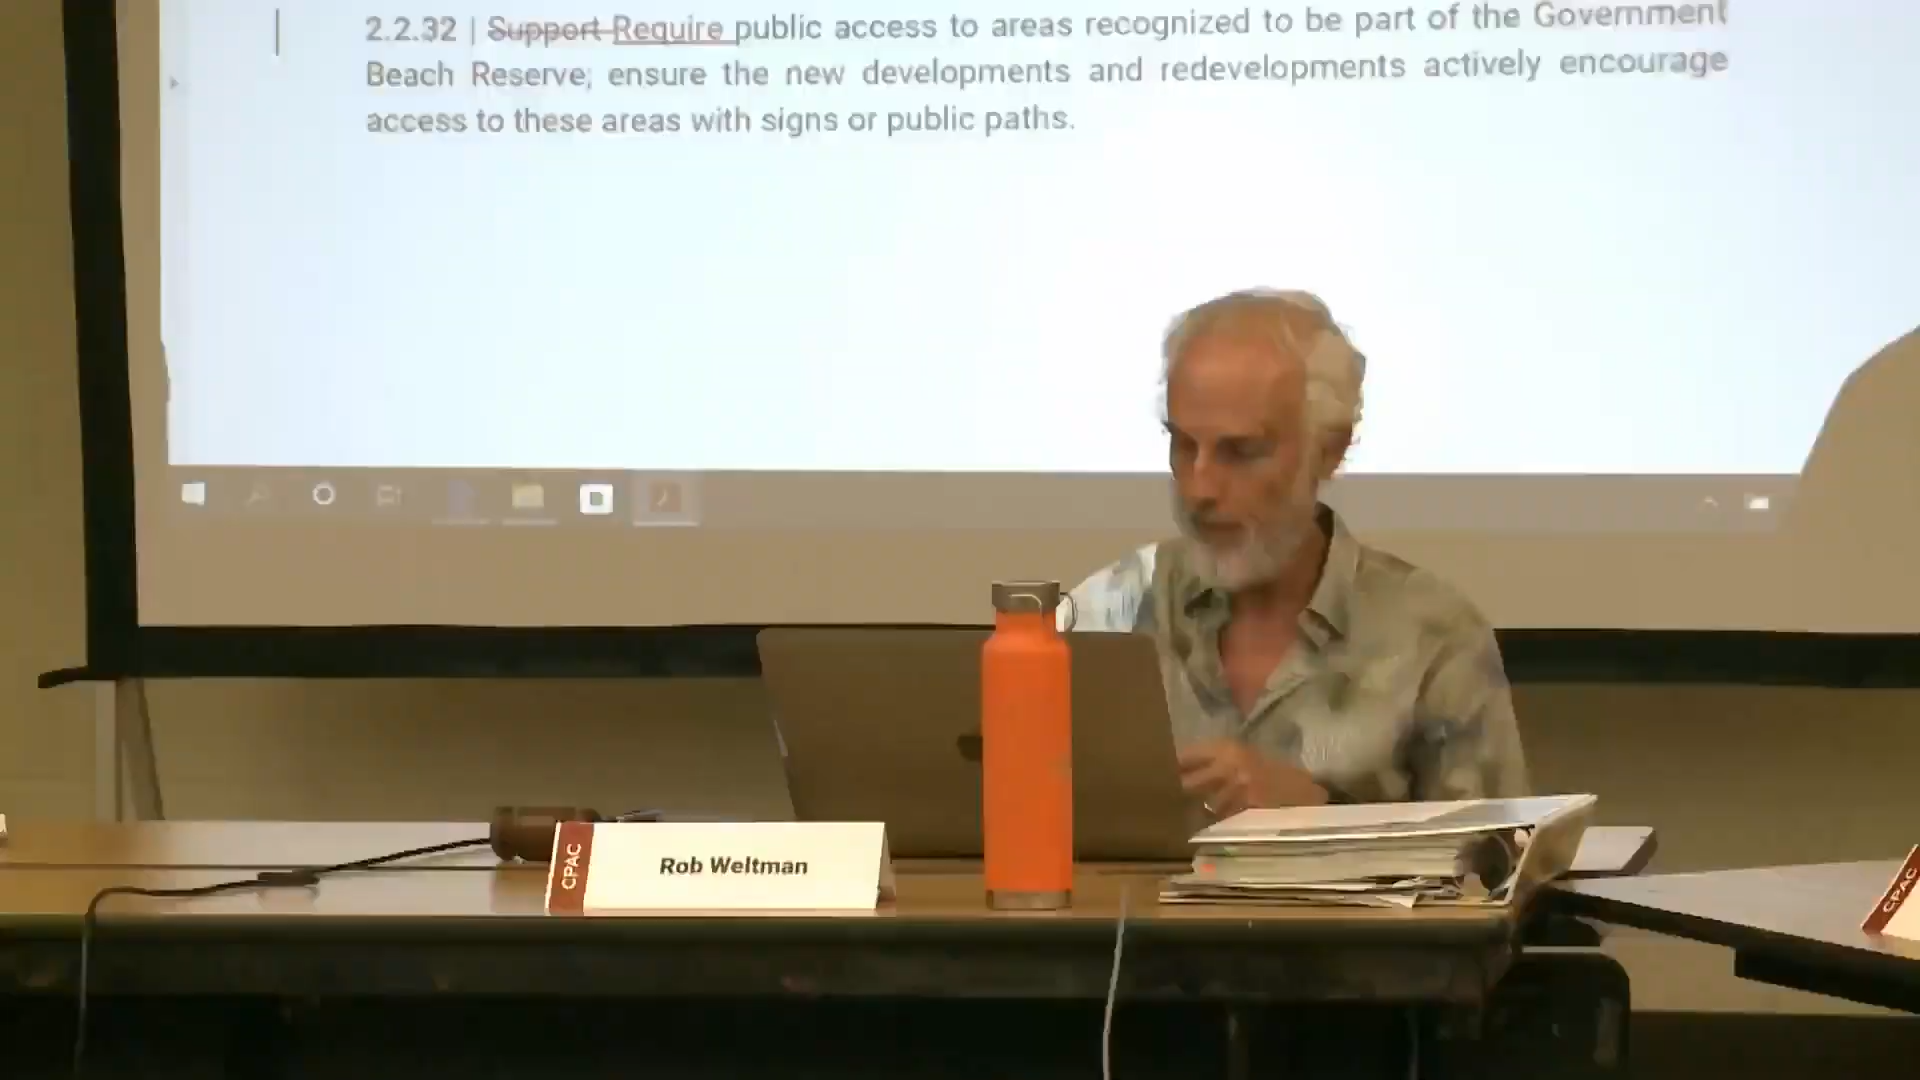 2.2.32 | Support Require public access to areas recognized to be part of the Government
Beach Reserve; ensure the new developments and redevelopments actively encourage
access to these areas with signs or public paths.
CPAC
Rob Weltman
CPAC